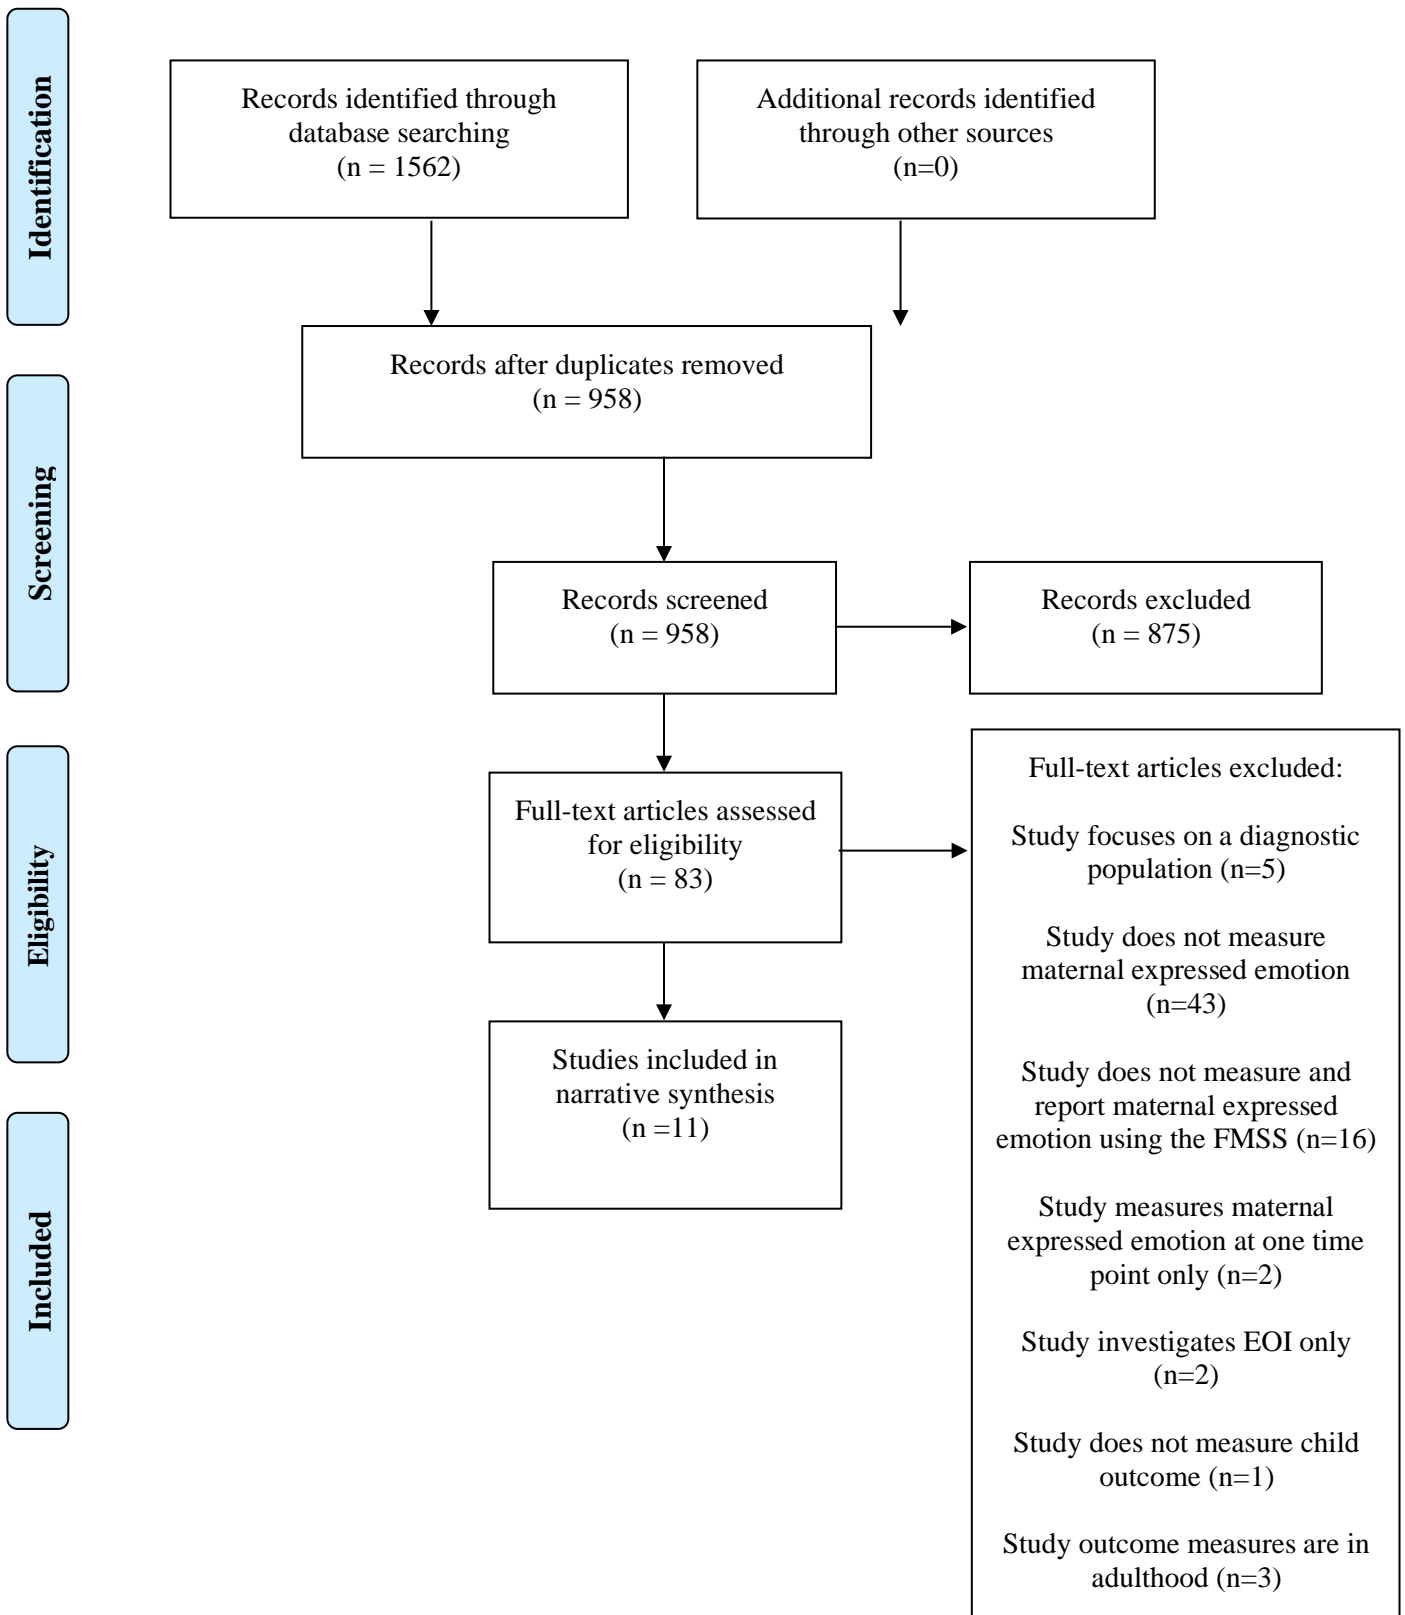 Identification
Records identified through
database searching
(n = 1562)
Additional records identified
through other sources
(n=0)
Records after duplicates removed
(n = 958)
Screening
Records screened
(n = 958)
Records excluded
(n = 875)
Eligibility
Full-text articles assessed
for eligibility
(n = 83)
Full-text articles excluded:
Study focuses on a diagnostic
population (n=5)
Study does not measure
maternal expressed emotion
(n=43)
Study does not measure and
report maternal expressed
emotion using the FMSS (n=16)
Study measures maternal
expressed emotion at one time
point only (n=2)
Study investigates EOI only
(n=2)
Study does not measure child
outcome (n=1)
Study outcome measures are in
adulthood (n=3)
Included
Studies included in
narrative synthesis
(n =11)